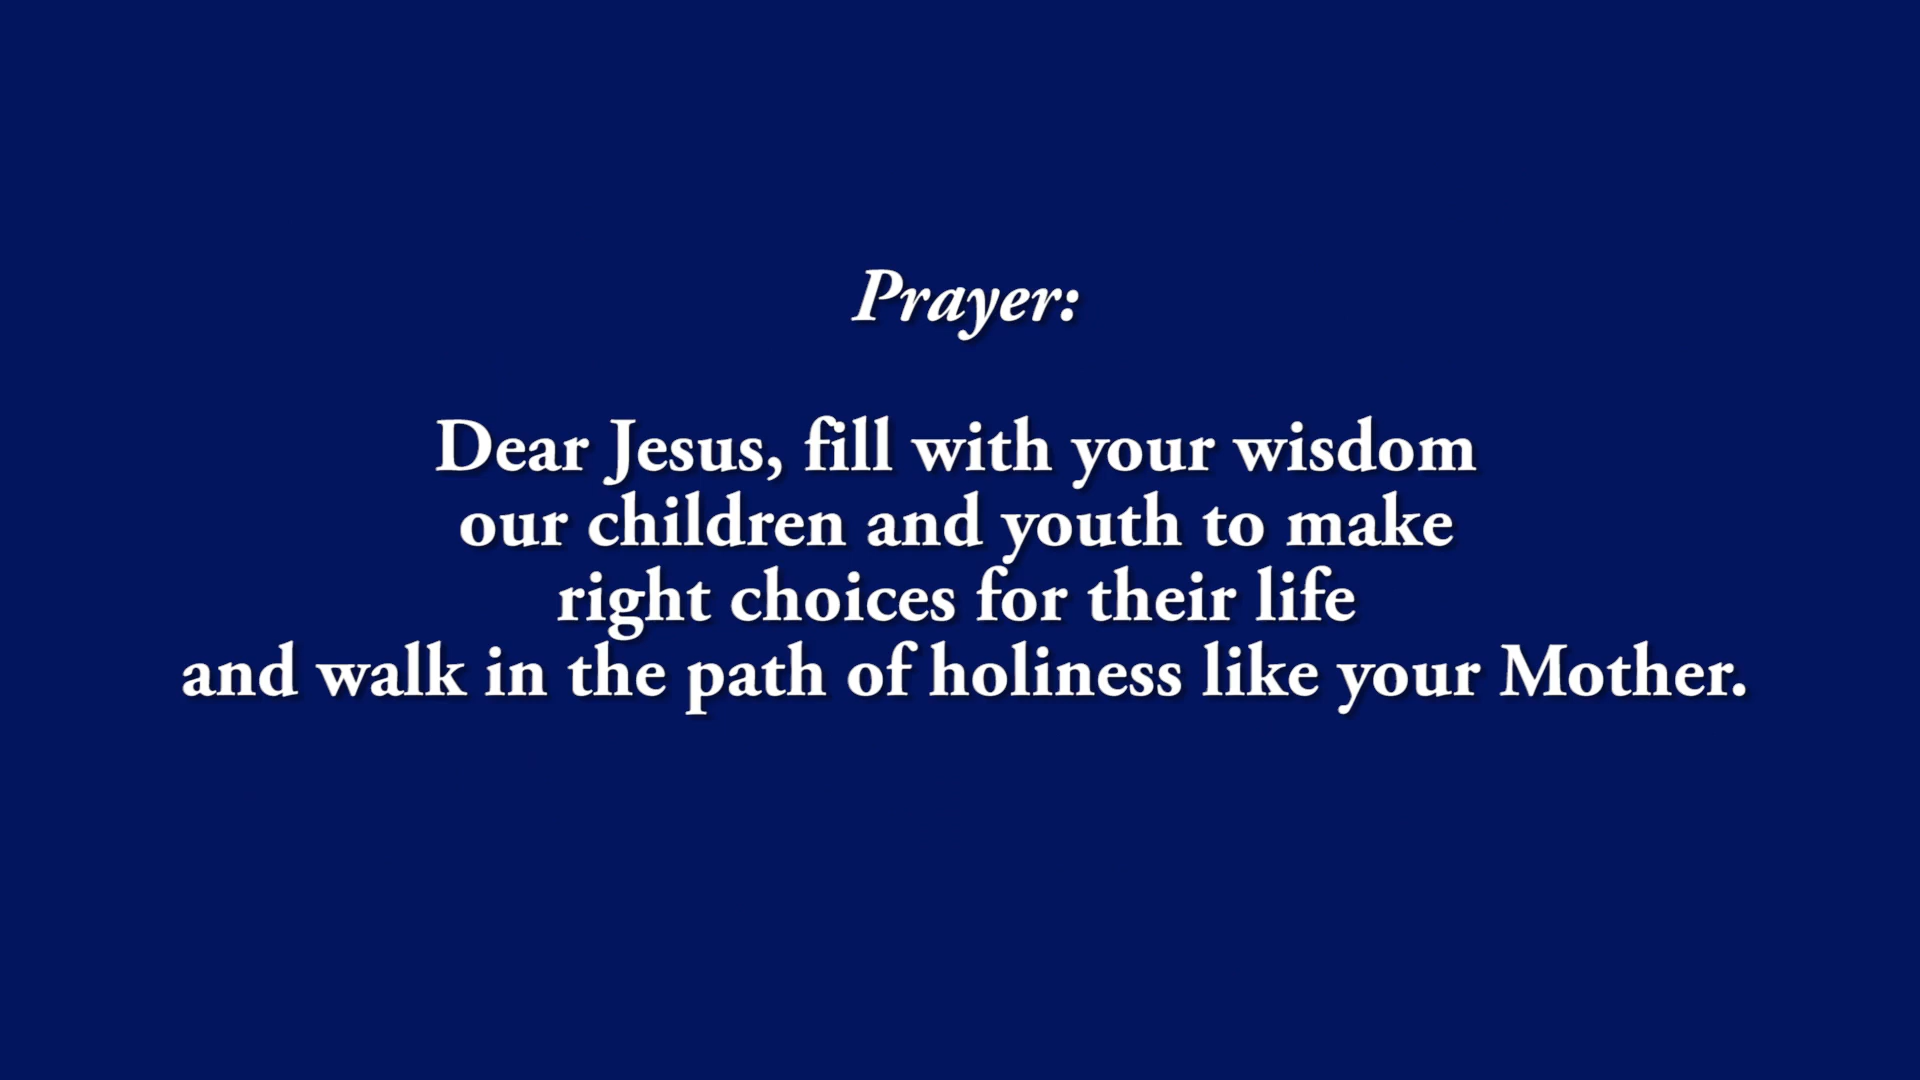 Prayer:
Dear Jesus, fill with your wisdom
our children and youth to make
right choices for their life
and walk in the path of holiness like your Mother.